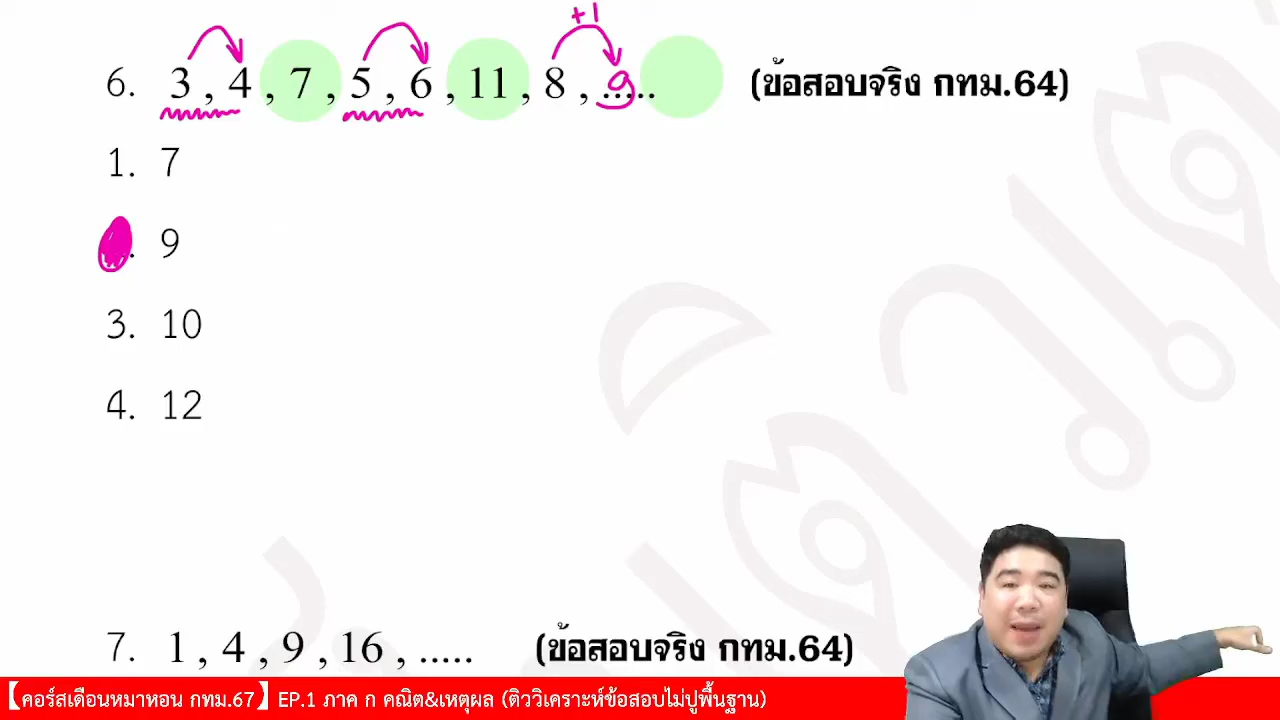 +1
6. 3 , 4 , 7 , 5 , 6 , 11 , 8 , ..9... (ข้อสอบจริง กทม.64)
1. 7
. 9
3. 10
4. 12
7. 1 , 4 , 9 , 16 , ..... (ข้อสอบจริง กทม.64)
【คอร์สเดือนหมาหอน กทม.67】 EP.1 ภาค ก คณิต&เหตุผล (ติววิเคราะห์ข้อสอบไม่ปูพื้นฐาน)